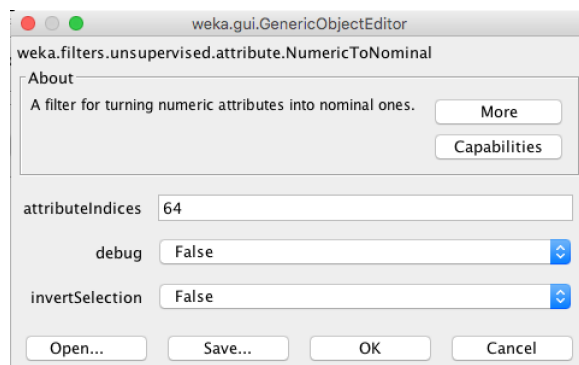 weka.gui.GenericObjectEditor
weka.filters.unsupervised.attribute.NumericToNominal
About
A filter for turning numeric attributes into nominal ones.
More
Capabilities
attributeIndices 64
debug False
invertSelection False
Open... Save... OK Cancel